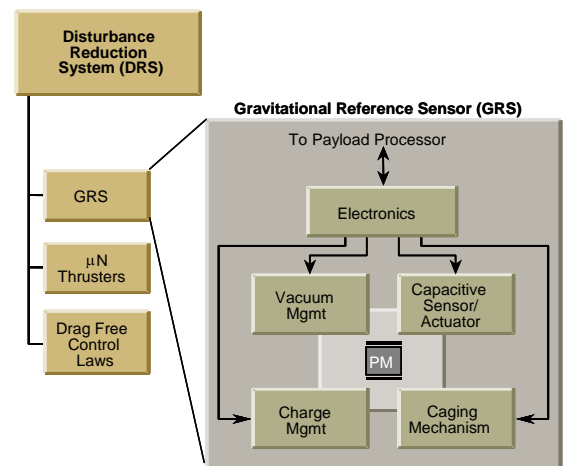 Disturbance
Reduction
System (DRS)
Gravitational Reference Sensor (GRS)
To Payload Processor
GRS
Electronics
μN
Thrusters
Vacuum
Mgmt
Capacitive
Sensor/
Actuator
Drag Free
Control
Laws
PM
Charge
Mgmt
Caging
Mechanism